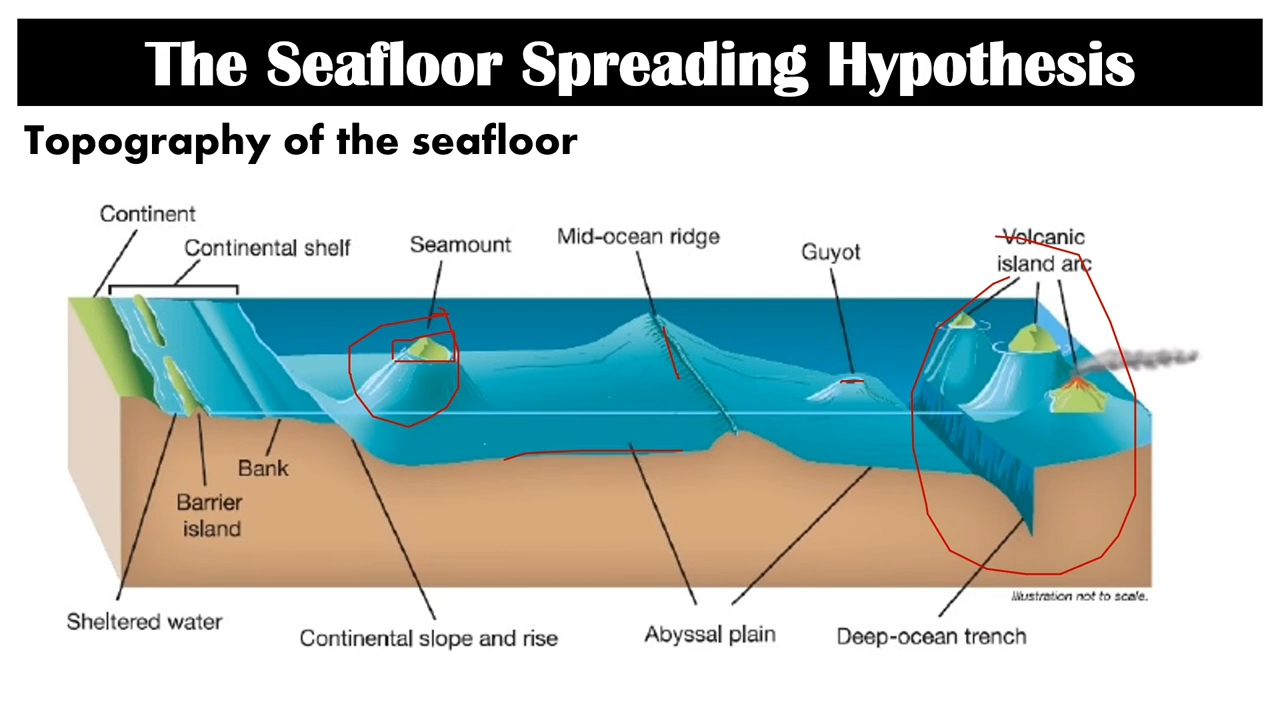 The Seafloor Spreading Hypothesis
Topography of the seafloor
Continent
Continental shelf
Seamount
Mid-ocean ridge
Guyot
Volcanic
island arc
Bank
Barrier
island
Sheltered water
Continental slope and rise
Abyssal plain
Deep-ocean trench
Illustration not to scale.